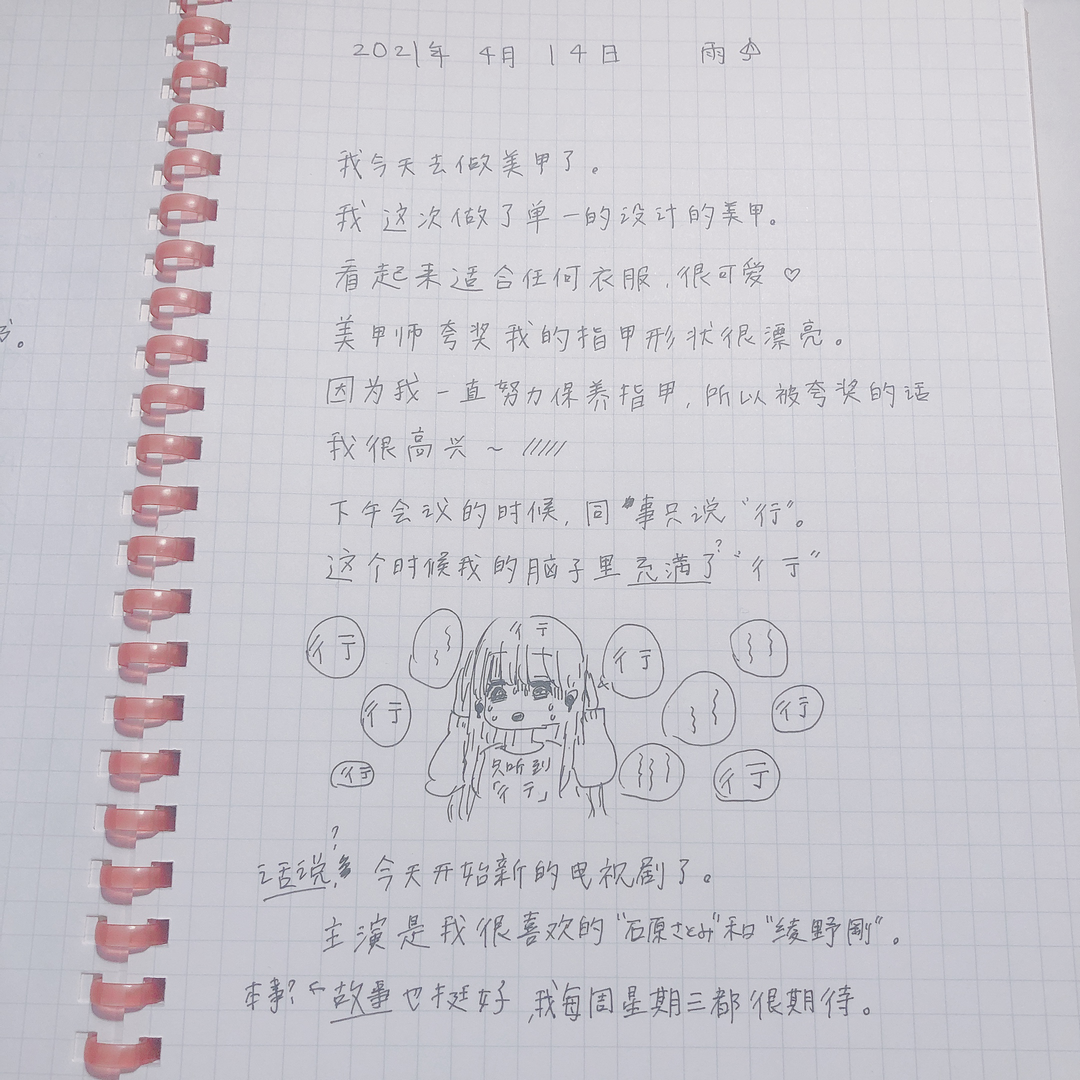 2021年 4月 14日 雨
我今天去做美甲了。
我这次做了单一的设计的美甲。
看起来适合任何衣服,很可爱♡
美甲师夸奖我的指甲形状很漂亮。
因为我一直努力保养指甲,所以被夸奖的话
我很高兴~/////
下午会议的时候,同事只说“行”。
?
这个时候我的脑子里充满了“行”
行
行
行
行
行
行
行
行
只听到
「行」
?
话说, 今天开始新的电视剧了。
主演是我很喜欢的“石原さとみ”和“綾野剛”。
本事?← 故事也挺好,我每周星期三都很期待。